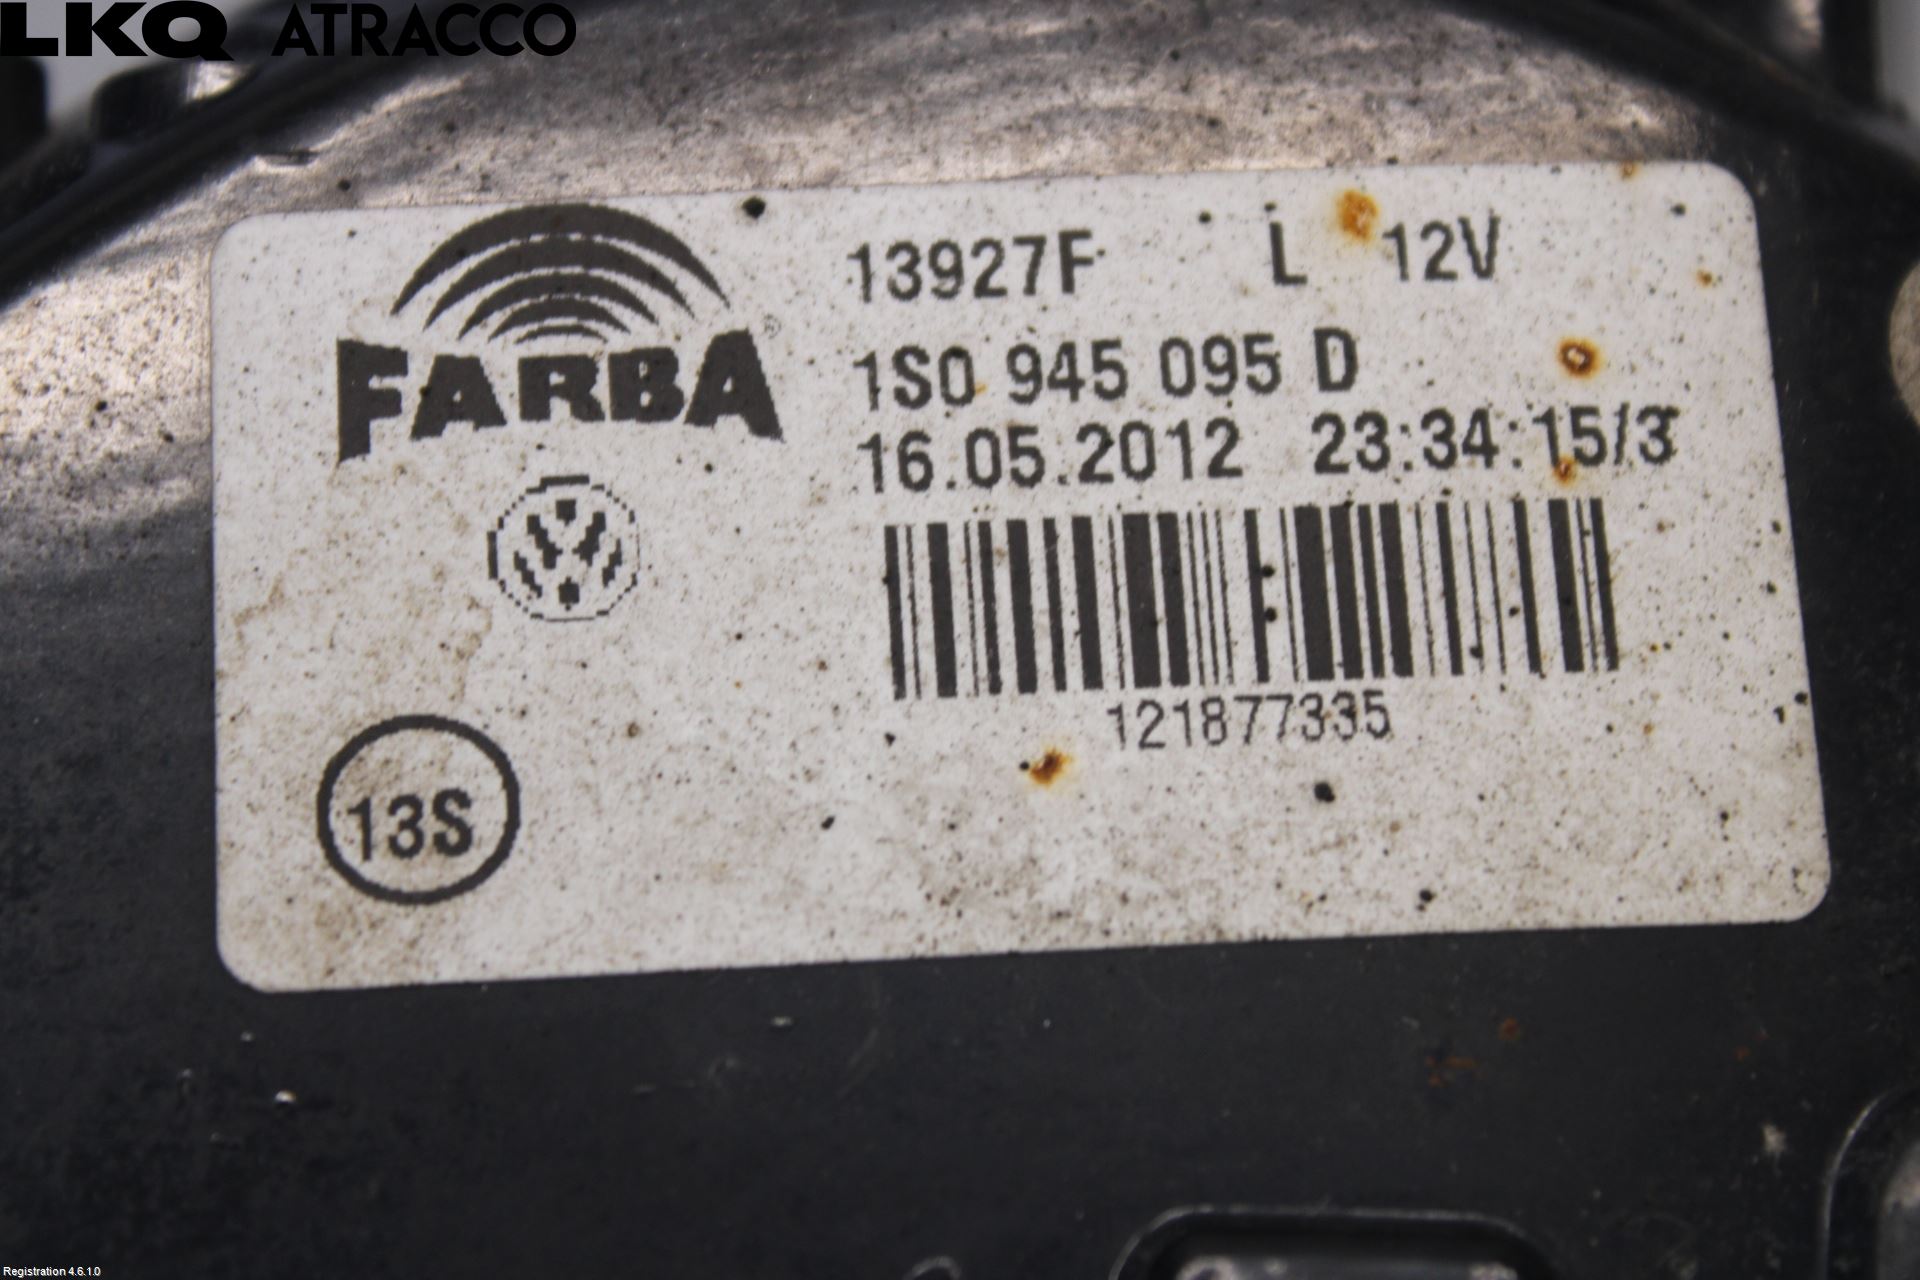 LKQ ATRACCO
FARBA®
13927F L 12V
1S0 945 095 D
16.05.2012 23:34:15/3
121877335
13S
Registration 4.6.1.0